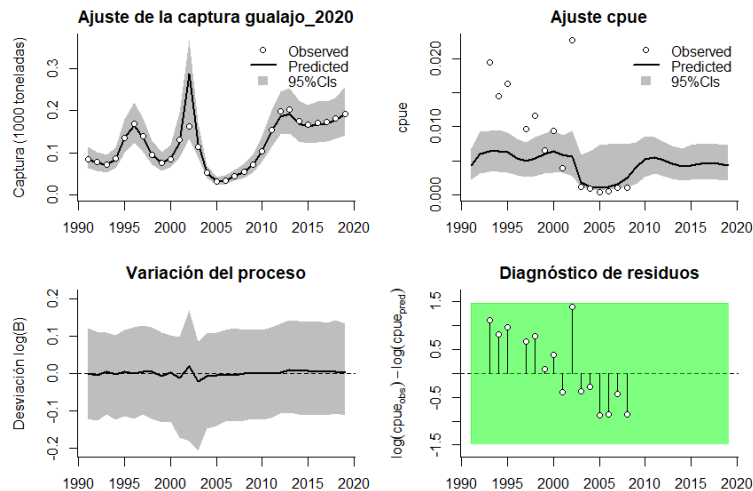 Ajuste de la captura gualajo_2020
Captura (1000 toneladas)
0.0 0.1 0.2 0.3
Observed
Predicted
95%CIs
1990 1995 2000 2005 2010 2015 2020
Ajuste cpue
cpue
0.000 0.010 0.020
Observed
Predicted
95%CIs
1990 1995 2000 2005 2010 2015 2020
Variación del proceso
Desviación log(B)
-0.2 -0.1 0.0 0.1 0.2
1990 1995 2000 2005 2010 2015 2020
Diagnóstico de residuos
log(cpue_obs) − log(cpue_pred)
-1.5 -0.5 0.5 1.5
1990 1995 2000 2005 2010 2015 2020